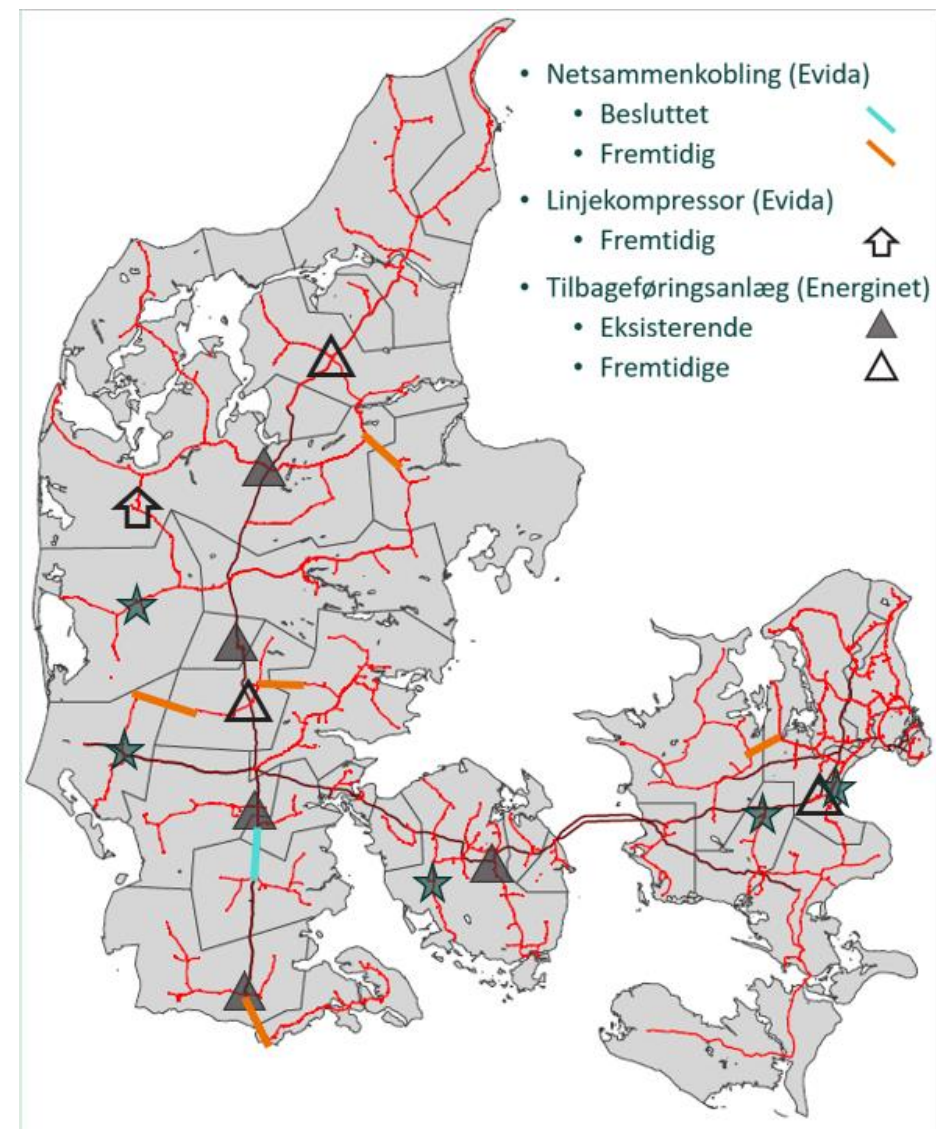 • Netsammenkobling (Evida)
• Besluttet
• Fremtidig
• Linjekompressor (Evida)
• Fremtidig
• Tilbageføringsanlæg (Energinet)
• Eksisterende
• Fremtidige